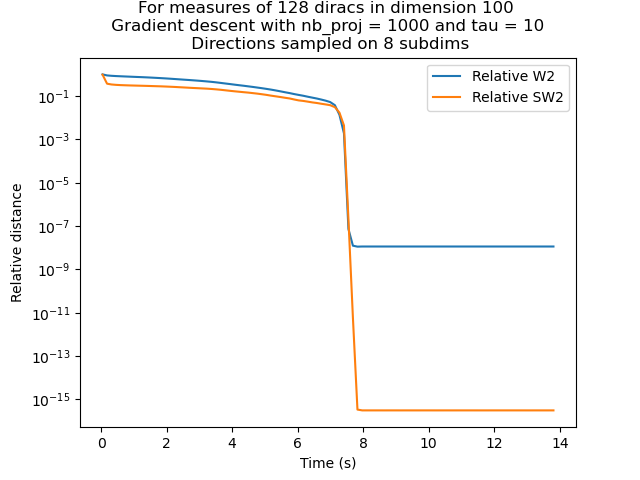 For measures of 128 diracs in dimension 100
Gradient descent with nb_proj = 1000 and tau = 10
Directions sampled on 8 subdims
Relative W2
Relative SW2
Relative distance
10⁻¹
10⁻³
10⁻⁵
10⁻⁷
10⁻⁹
10⁻¹¹
10⁻¹³
10⁻¹⁵
0 2 4 6 8 10 12 14
Time (s)